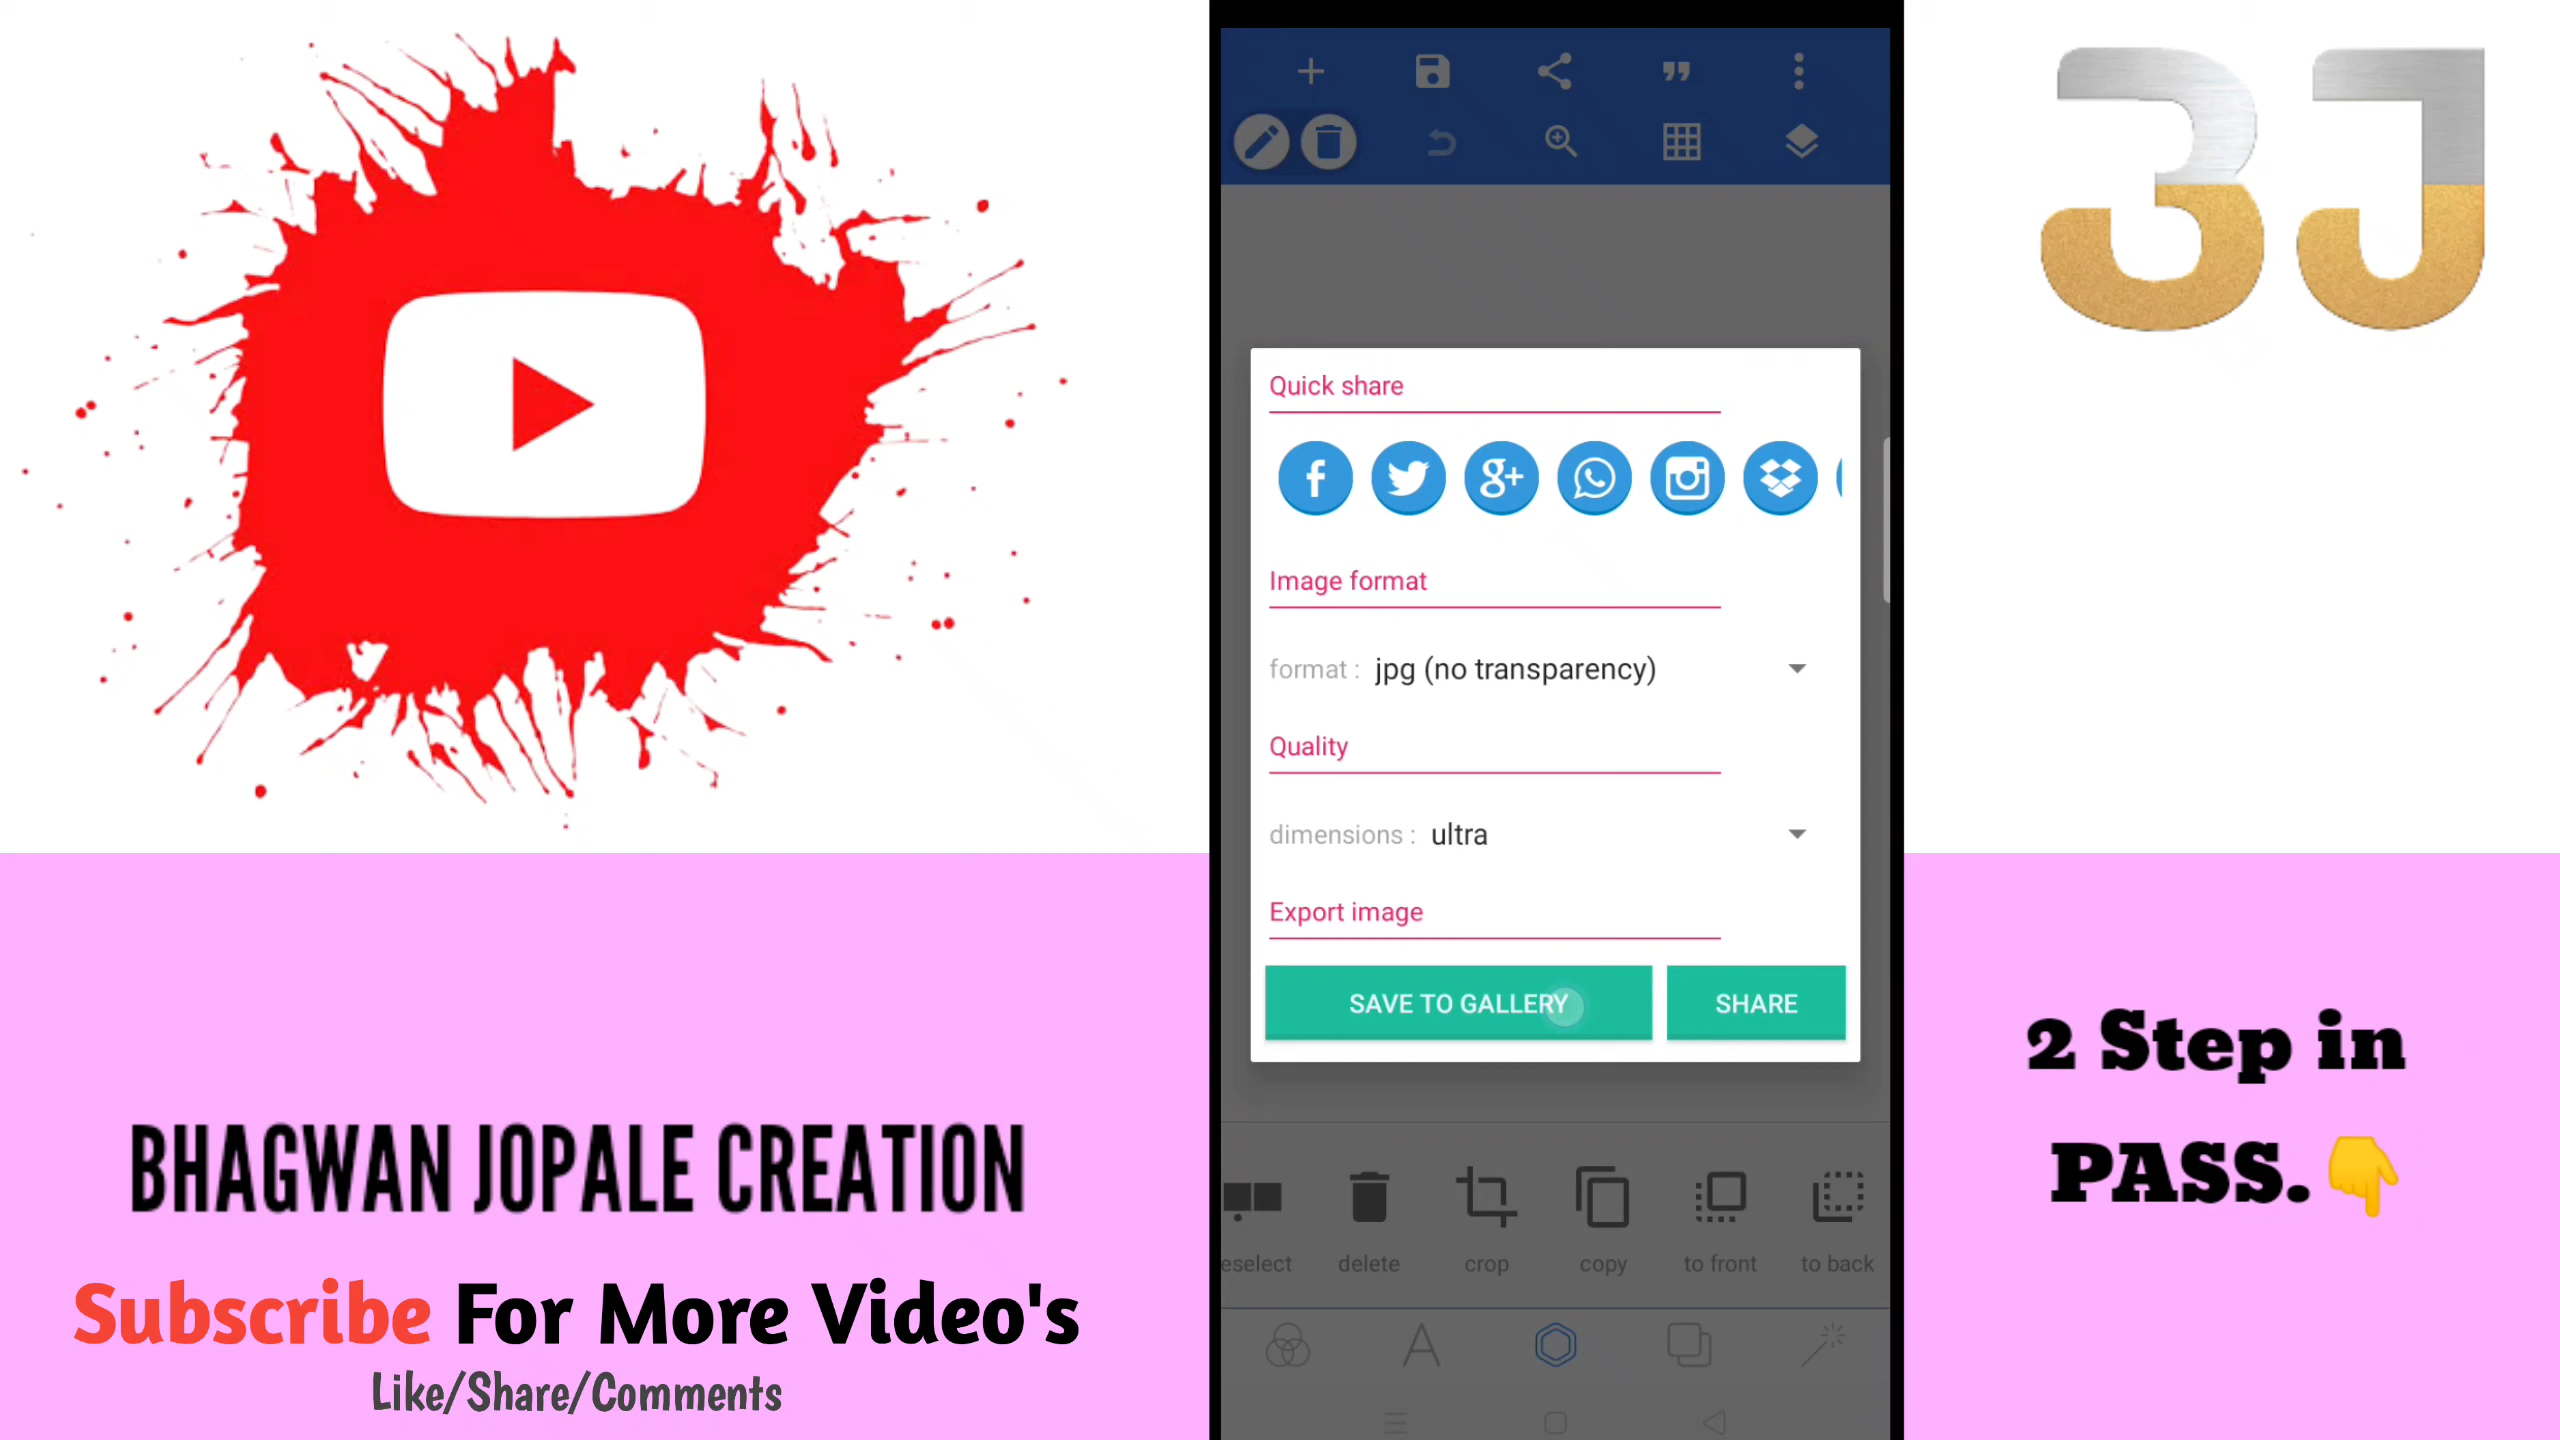 3J
Quick share
f
g+
Image format
format : jpg (no transparency)
Quality
dimensions : ultra
Export image
SAVE TO GALLERY
SHARE
eselect
delete
crop
copy
to front
to back
A
BHAGWAN JOPALE CREATION
Subscribe For More Video's
Like/Share/Comments
2 Step in
PASS.👇